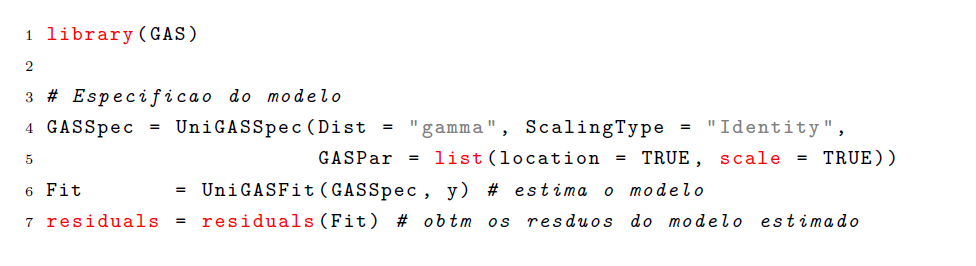 1 library(GAS)
2
3 # Especificao do modelo
4 GASSpec = UniGASSpec(Dist = "gamma", ScalingType = "Identity",
5 GASPar = list(location = TRUE, scale = TRUE))
6 Fit = UniGASFit(GASSpec, y) # estima o modelo
7 residuals = residuals(Fit) # obtm os resduos do modelo estimado